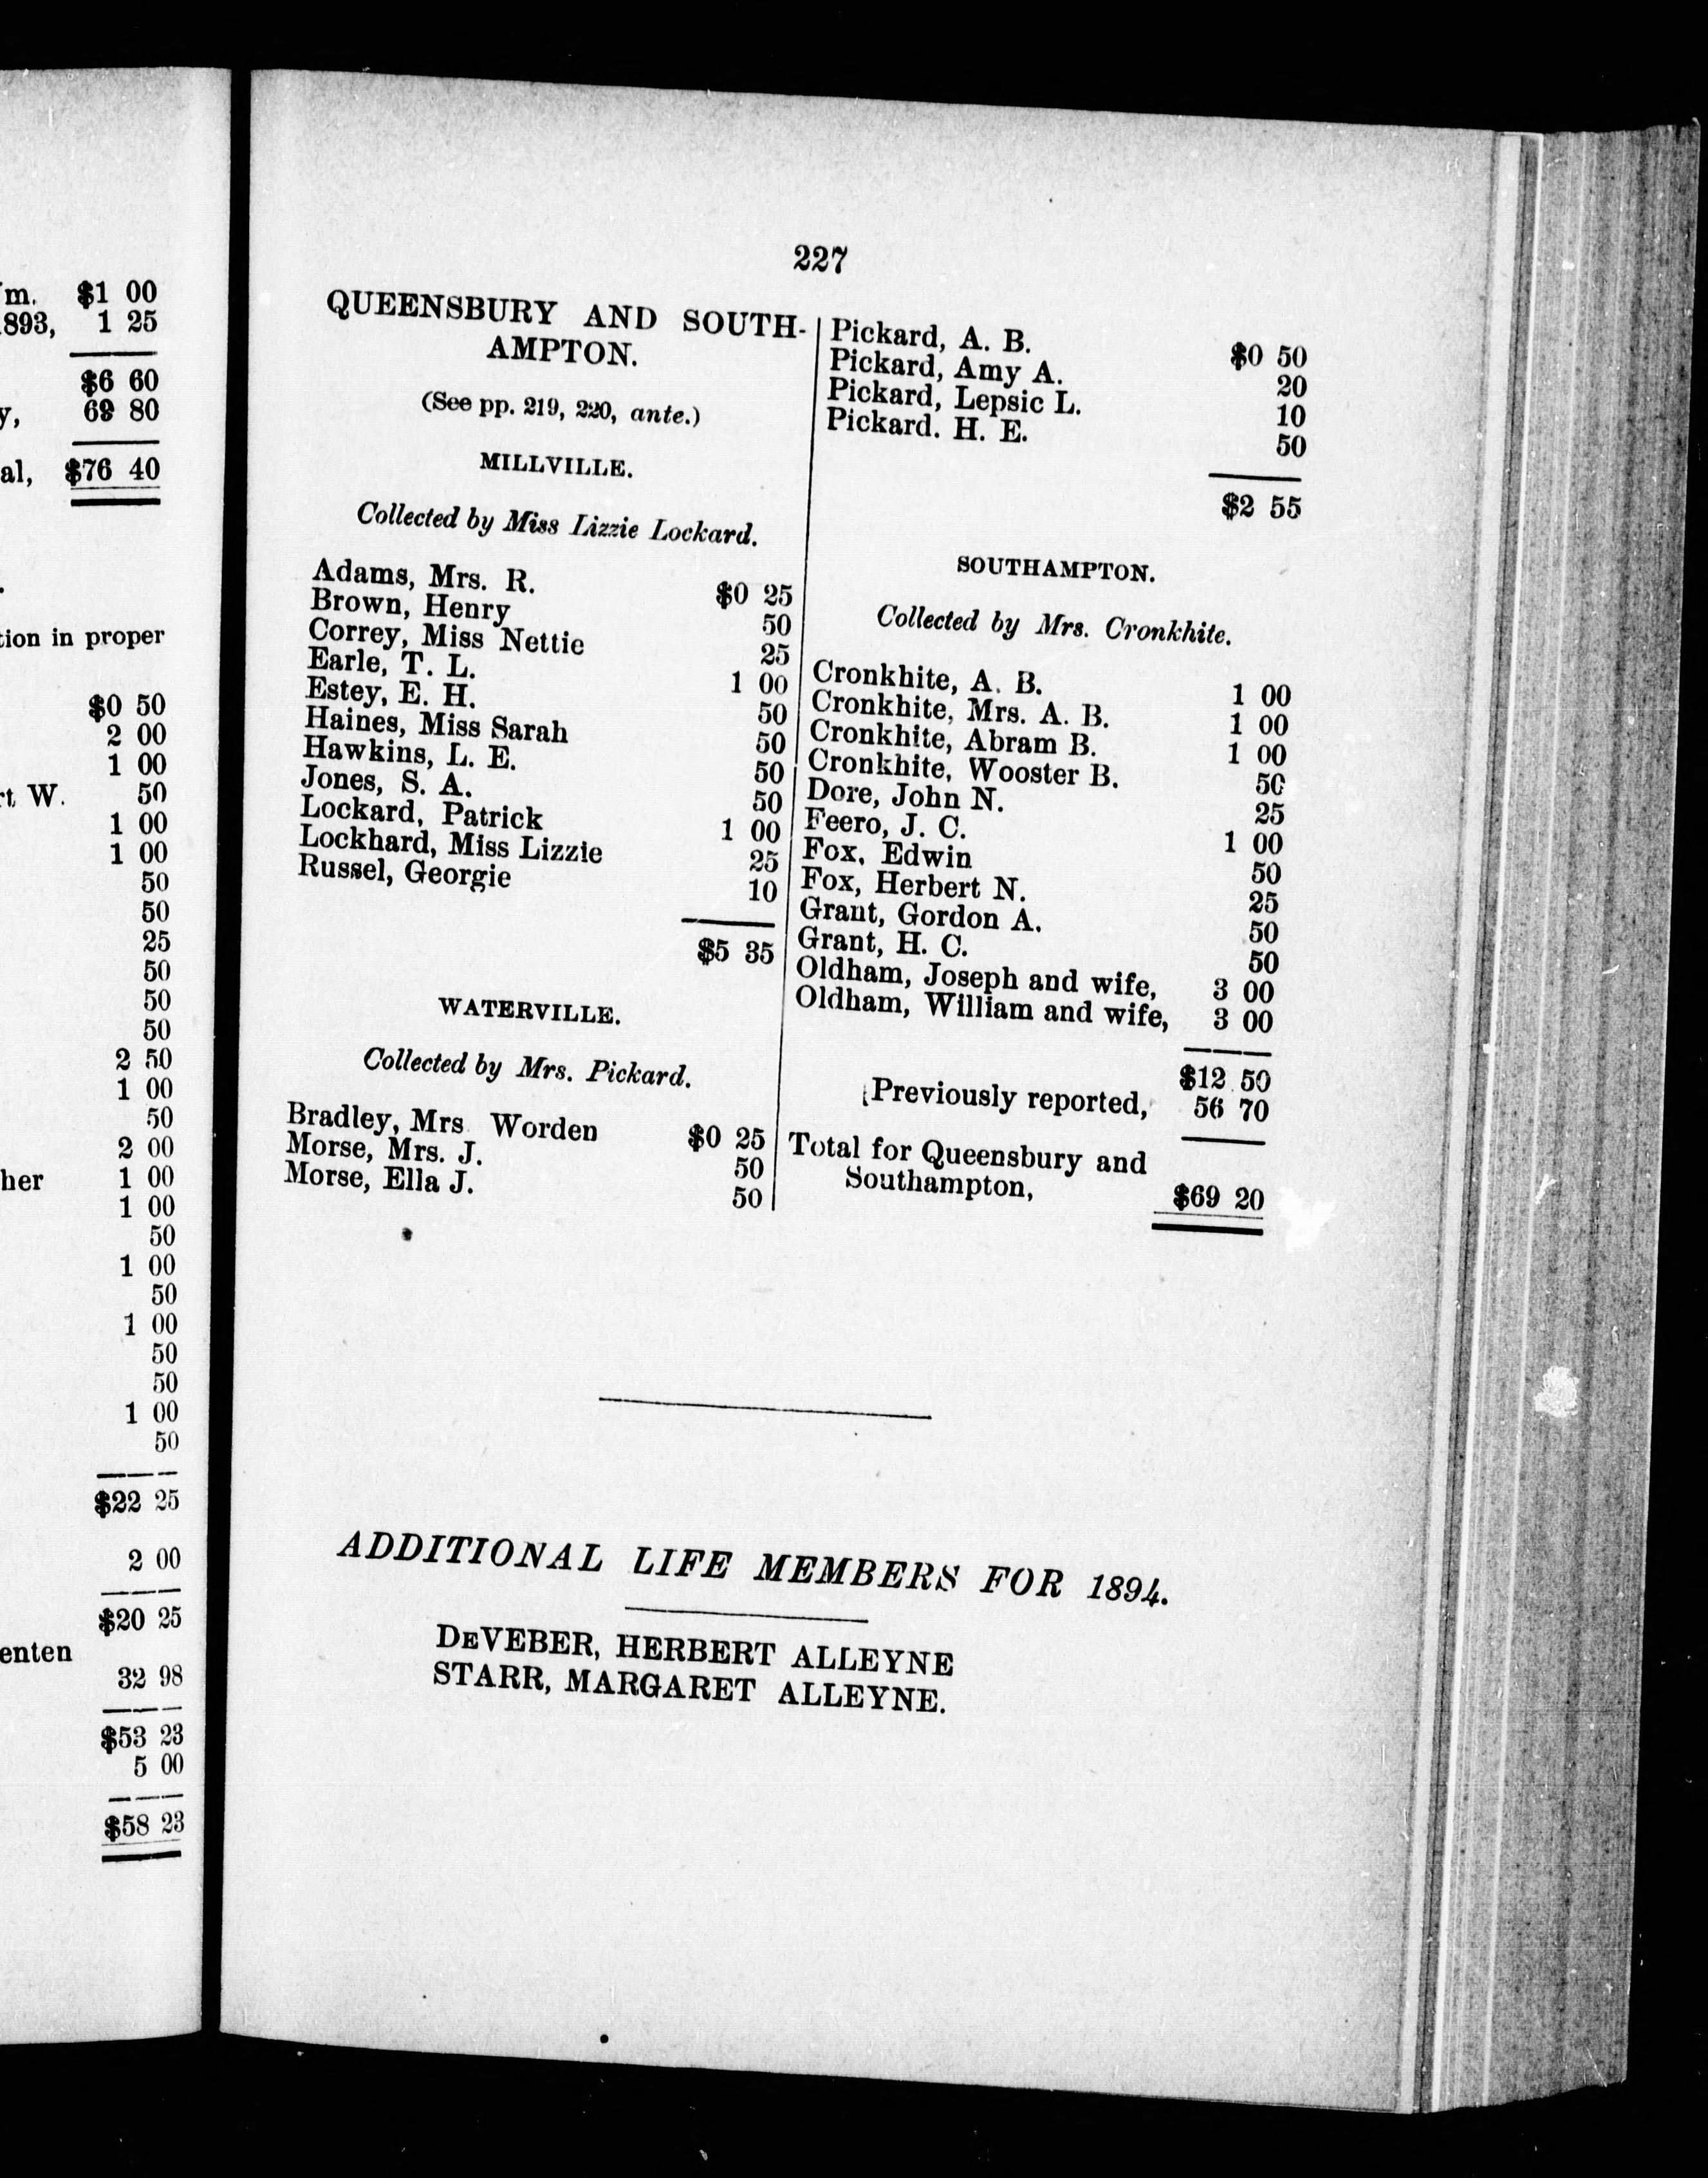 'm. $1 00
1893, 1 25
$6 60
y, 69 80
al, $76 40
tion in proper
$0 50
2 00
1 00
rt W. 50
1 00
1 00
50
50
25
50
50
50
2 50
1 00
50
2 00
her 1 00
1 00
50
1 00
50
1 00
50
50
1 00
50
$22 25
2 00
$20 25
enten
32 98
$53 23
5 00
$58 23
227
QUEENSBURY AND SOUTH-
AMPTON.
(See pp. 219, 220, ante.)
MILLVILLE.
Collected by Miss Lizzie Lockard.
Adams, Mrs. R. $0 25
Brown, Henry 50
Correy, Miss Nettie 25
Earle, T. L. 1 00
Estey, E. H. 50
Haines, Miss Sarah 50
Hawkins, L. E. 50
Jones, S. A. 50
Lockard, Patrick 1 00
Lockhard, Miss Lizzie 25
Russel, Georgie 10
$5 35
WATERVILLE.
Collected by Mrs. Pickard.
Bradley, Mrs Worden $0 25
Morse, Mrs. J. 50
Morse, Ella J. 50
Pickard, A. B. $0 50
Pickard, Amy A. 20
Pickard, Lepsic L. 10
Pickard. H. E. 50
$2 55
SOUTHAMPTON.
Collected by Mrs. Cronkhite.
Cronkhite, A. B. 1 00
Cronkhite, Mrs. A. B. 1 00
Cronkhite, Abram B. 1 00
Cronkhite, Wooster B. 50
Dore, John N. 25
Feero, J. C. 1 00
Fox, Edwin 50
Fox, Herbert N. 25
Grant, Gordon A. 50
Grant, H. C. 50
Oldham, Joseph and wife, 3 00
Oldham, William and wife, 3 00
$12 50
Previously reported, 56 70
Total for Queensbury and
Southampton, $69 20
ADDITIONAL LIFE MEMBERS FOR 1894.
DEVEBER, HERBERT ALLEYNE
STARR, MARGARET ALLEYNE.